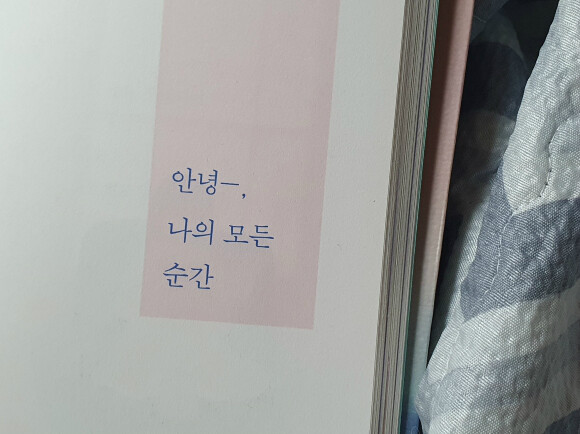 안녕–,
나의 모든
순간